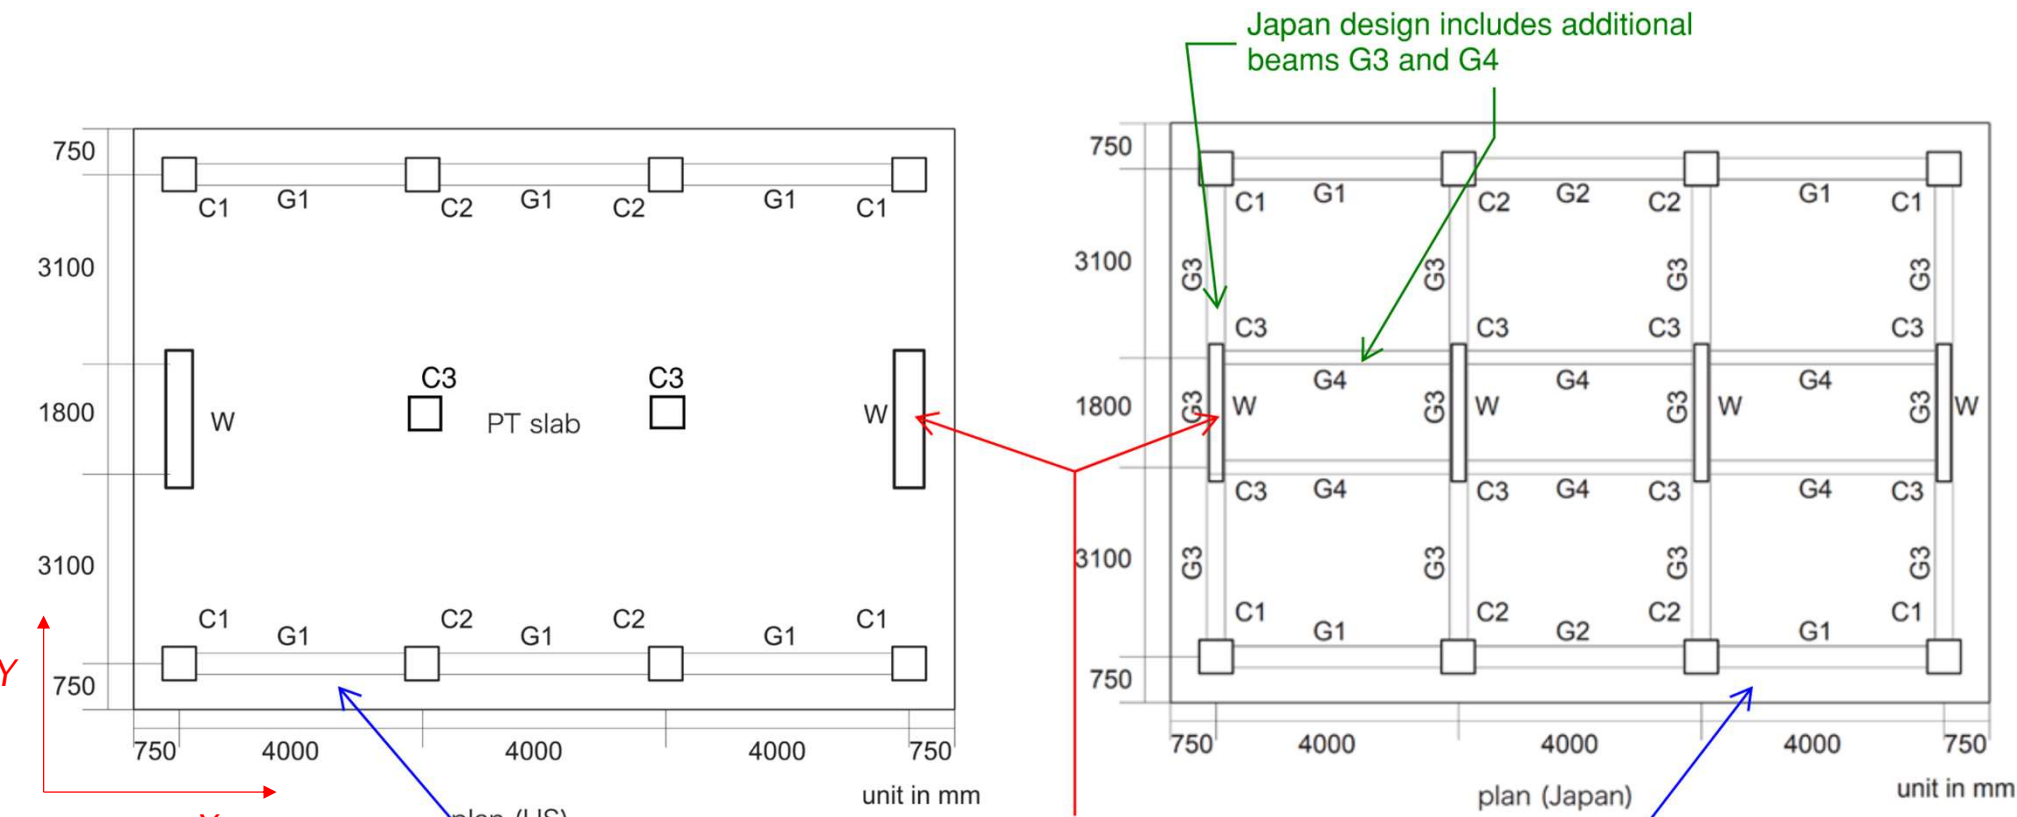 Japan design includes additional
beams G3 and G4
750
C1 G1 C2 G1 C2 G1 C1
3100
C3 C3
1800 W PT slab W
3100
C1 G1 C2 G1 C2 G1 C1
Y
750
750 4000 4000 4000 750
unit in mm
750
C1 G1 C2 G2 C2 G1 C1
3100 G3 G3 G3 G3
C3 C3 C3 C3
G4 G4 G4
1800 G3 W G3 W G3 W G3 W
C3 G4 C3 G4 C3 G4 C3
3100 G3 G3 G3 G3
C1 G1 C2 G2 C2 G1 C1
750
750 4000 4000 4000 750
plan (Japan) unit in mm